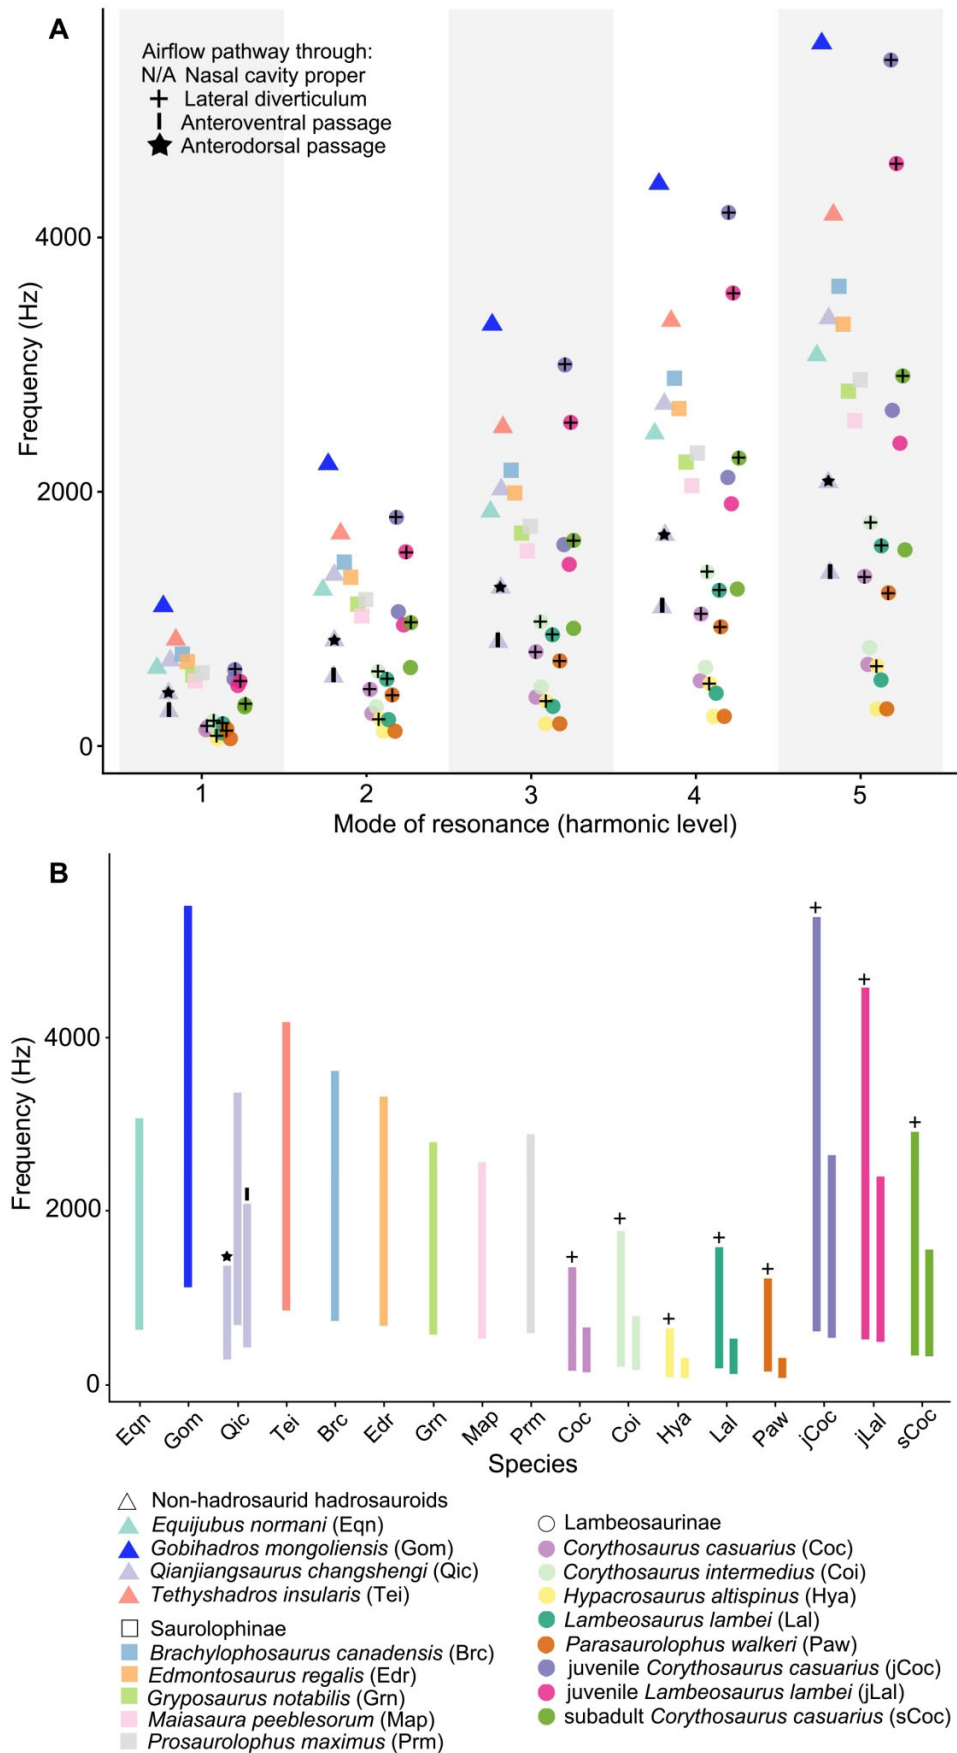 A
Airflow pathway through:
N/A Nasal cavity proper
+ Lateral diverticulum
Anteroventral passage
★ Anterodorsal passage
Frequency (Hz)
4000
2000
0
1 2 3 4 5
Mode of resonance (harmonic level)
B
Frequency (Hz)
4000
2000
0
Eqn Gom Qic Tei Brc Edr Grn Map Prm Coc Coi Hya Lal Paw jCoc jLal sCoc
Species
Non-hadrosaurid hadrosauroids
Equijubus normani (Eqn)
Gobihadros mongoliensis (Gom)
Qianjiangsaurus changshengi (Qic)
Tethyshadros insularis (Tei)
Saurolophinae
Brachylophosaurus canadensis (Brc)
Edmontosaurus regalis (Edr)
Gryposaurus notabilis (Grn)
Maiasaura peeblesorum (Map)
Prosaurolophus maximus (Prm)
Lambeosaurinae
Corythosaurus casuarius (Coc)
Corythosaurus intermedius (Coi)
Hypacrosaurus altispinus (Hya)
Lambeosaurus lambei (Lal)
Parasaurolophus walkeri (Paw)
juvenile Corythosaurus casuarius (jCoc)
juvenile Lambeosaurus lambei (jLal)
subadult Corythosaurus casuarius (sCoc)